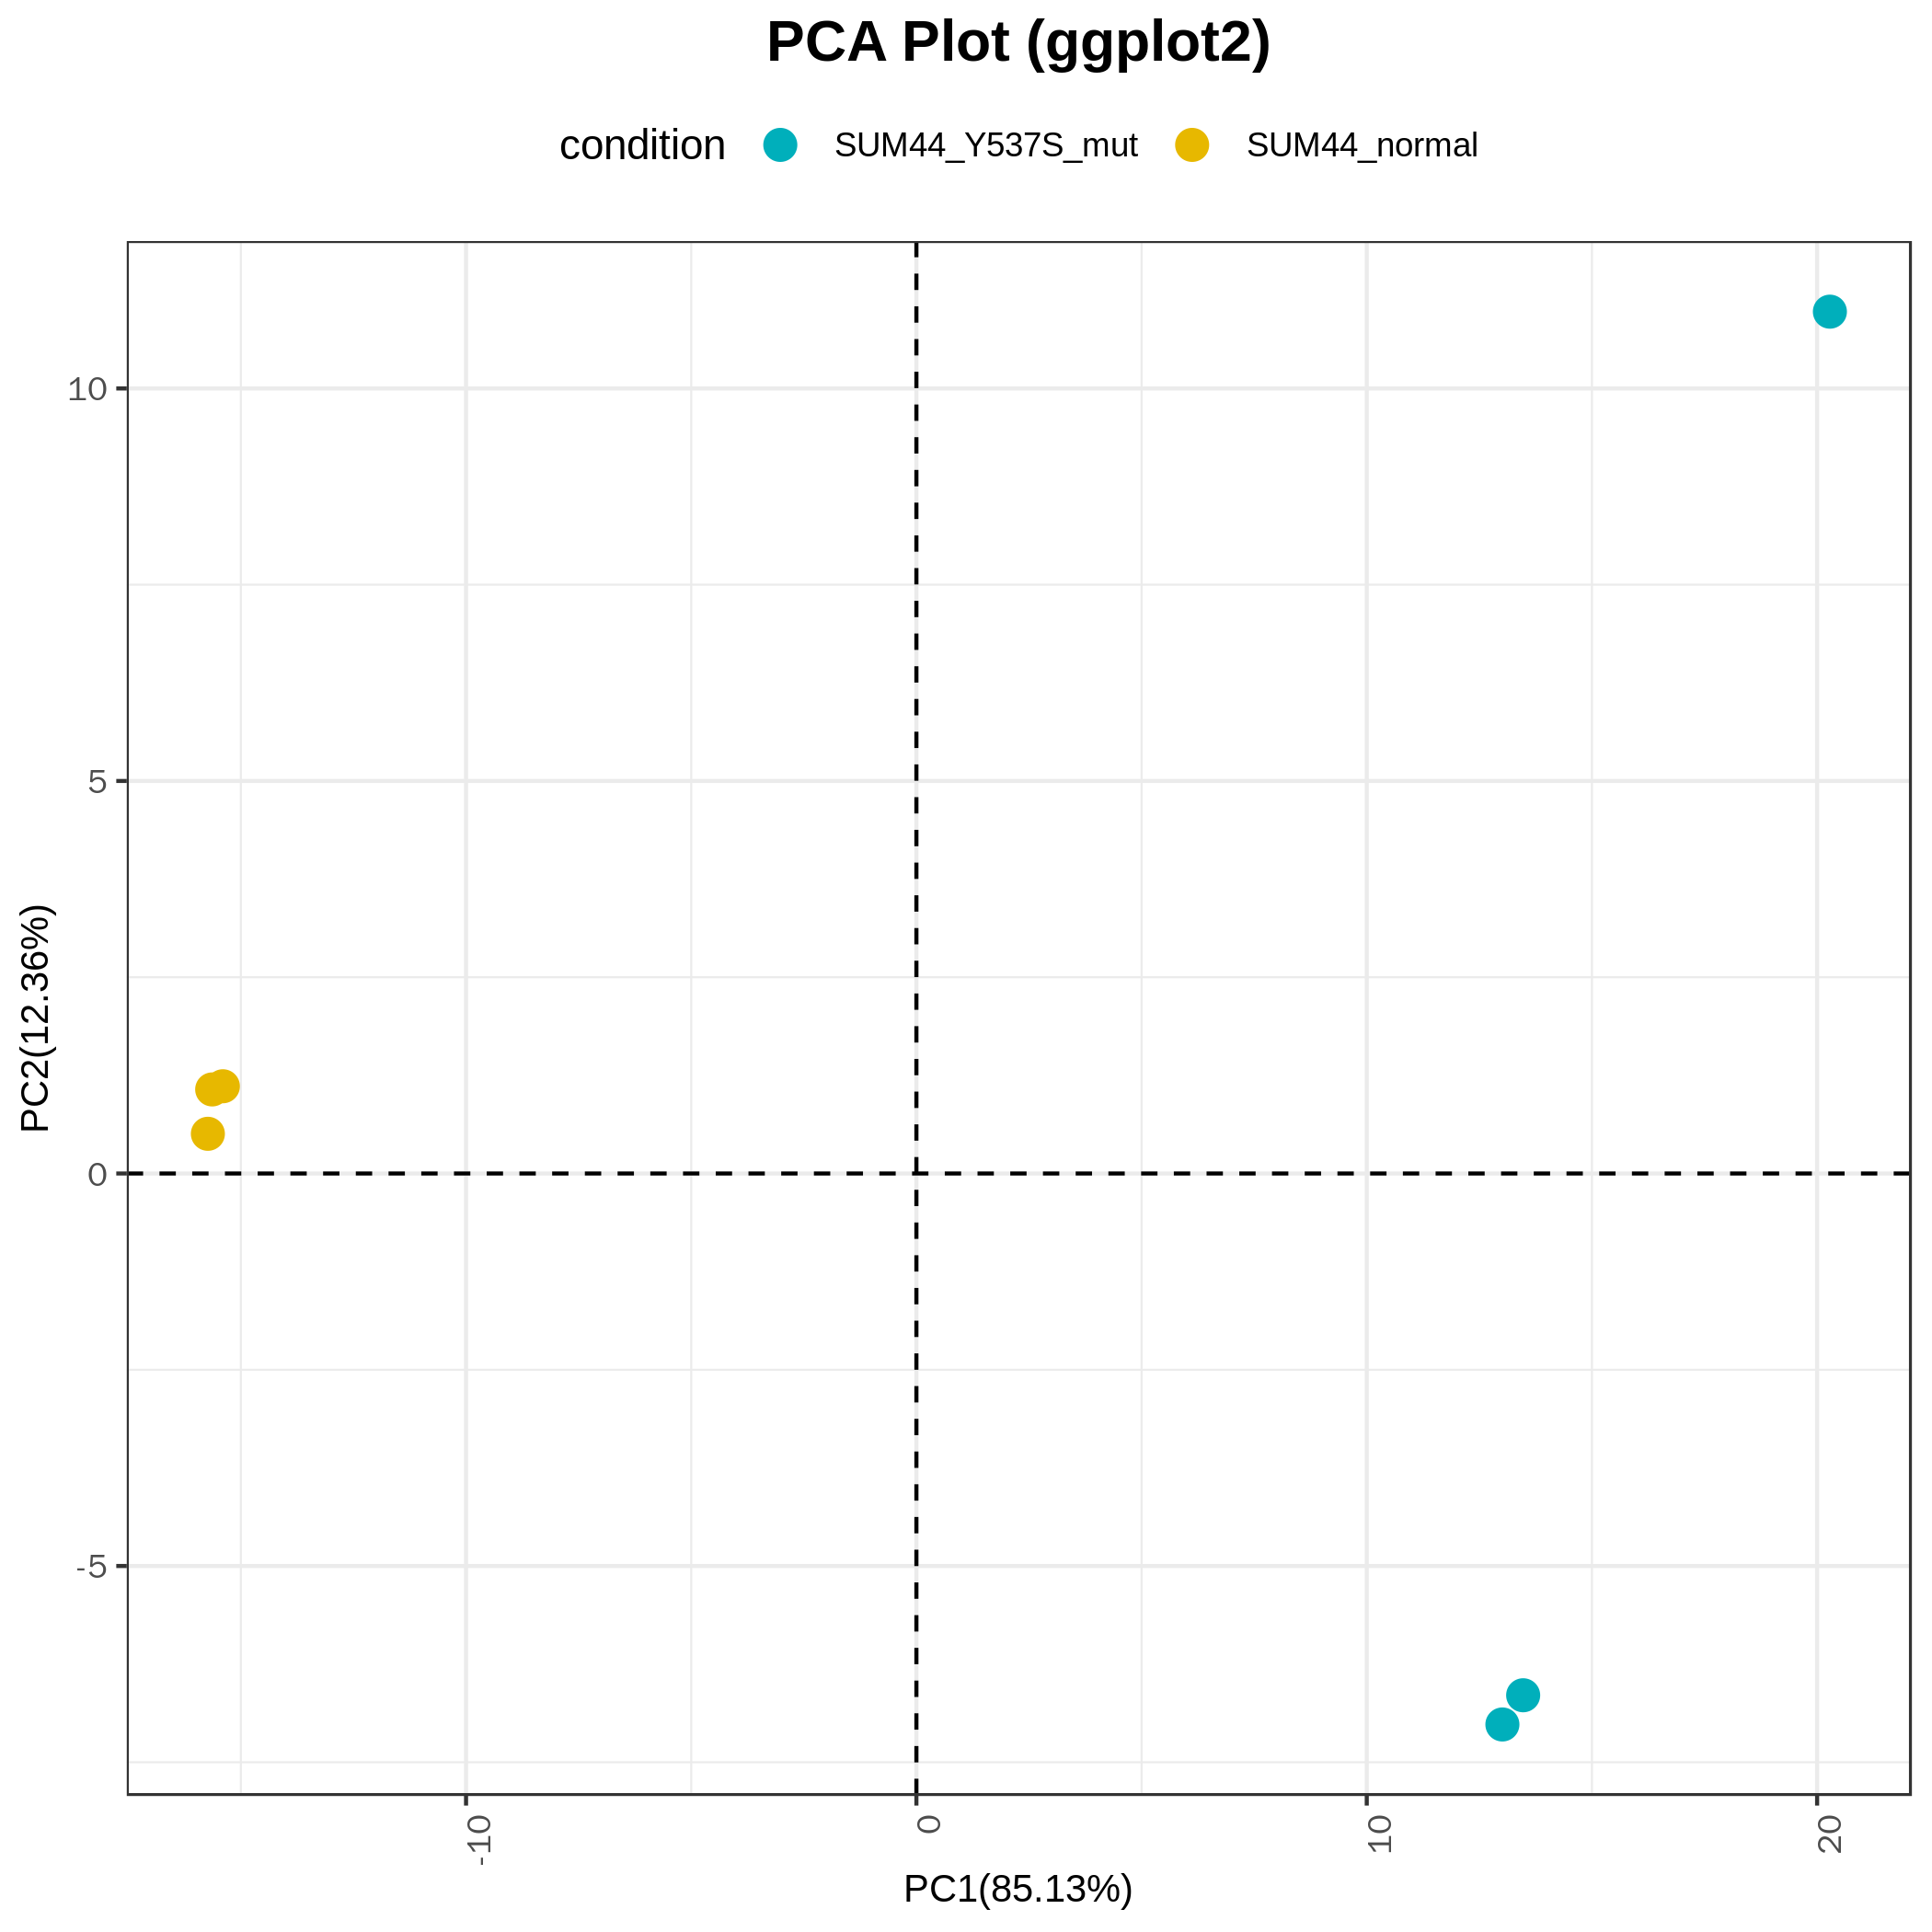 PCA Plot (ggplot2)
condition SUM44_Y537S_mut SUM44_normal
10
5
0
-5
PC2(12.36%)
-10 0 10 20
PC1(85.13%)